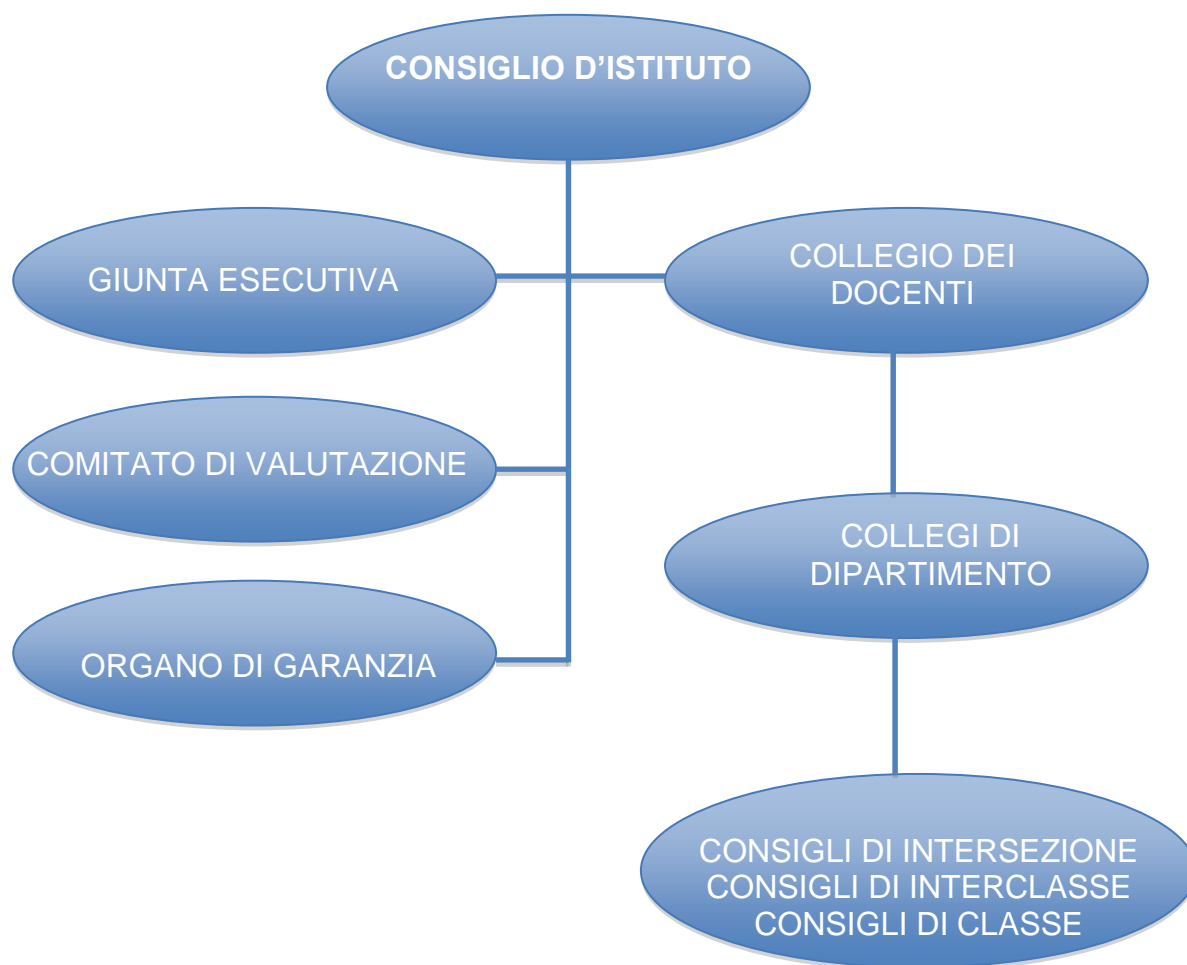 CONSIGLIO D’ISTITUTO
GIUNTA ESECUTIVA
COLLEGIO DEI
DOCENTI
COMITATO DI VALUTAZIONE
COLLEGI DI
DIPARTIMENTO
ORGANO DI GARANZIA
CONSIGLI DI INTERSEZIONE
CONSIGLI DI INTERCLASSE
CONSIGLI DI CLASSE